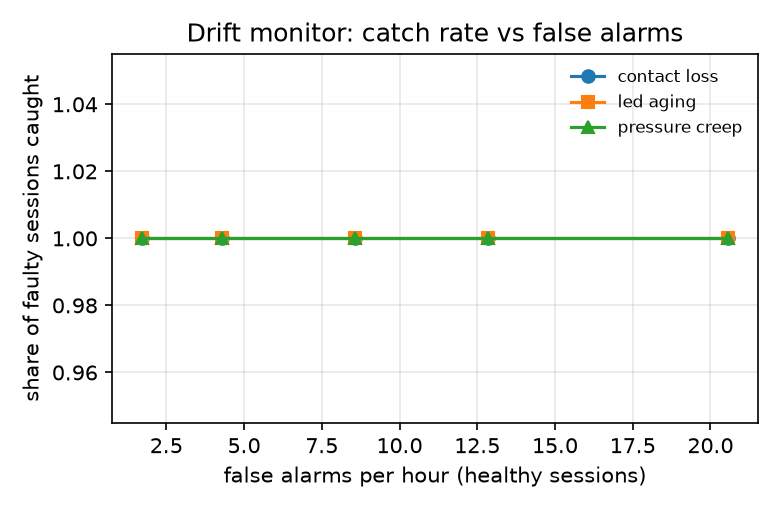 Drift monitor: catch rate vs false alarms
contact loss
led aging
pressure creep
share of faulty sessions caught
1.04
1.02
1.00
0.98
0.96
2.5 5.0 7.5 10.0 12.5 15.0 17.5 20.0
false alarms per hour (healthy sessions)